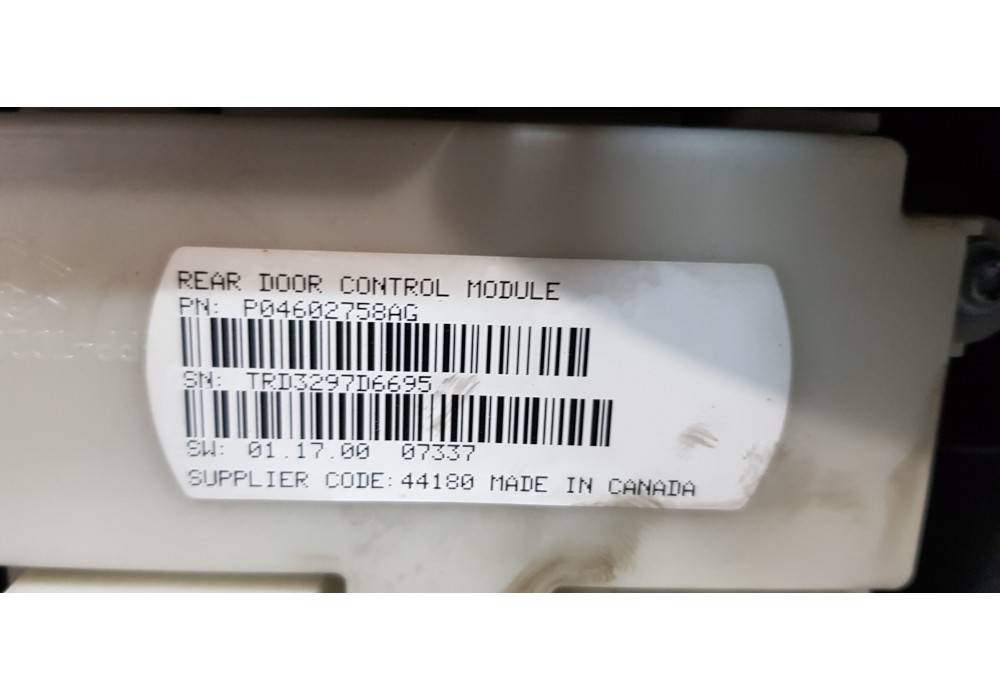 REAR DOOR CONTROL MODULE
PN: P04602758AG
SN: TRD3297D6695
SW: 01.17.00 07337
SUPPLIER CODE:44180 MADE IN CANADA